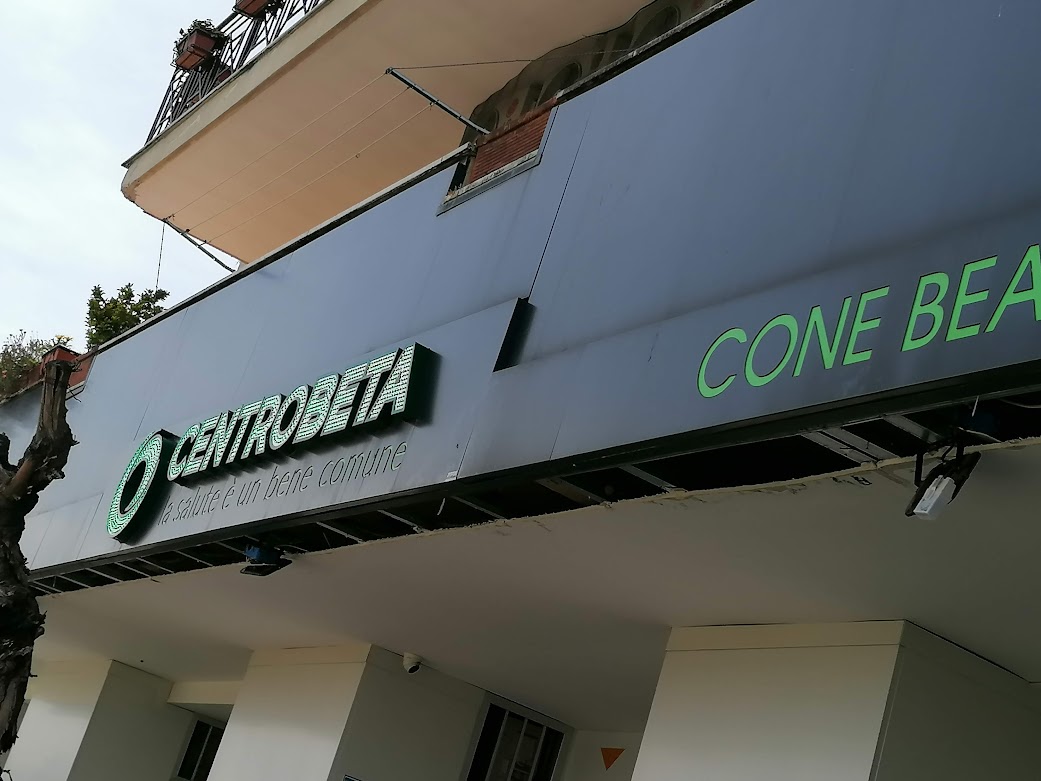 CENTROBETA
la salute è un bene comune
CONE BEA